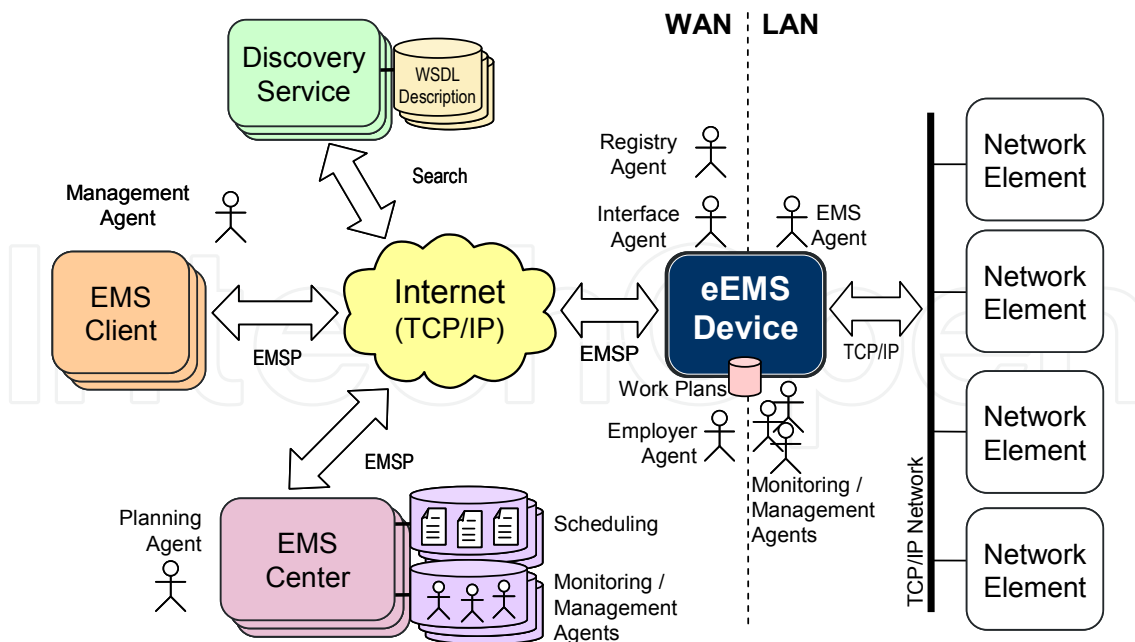 WAN
LAN
Discovery
Service
WSDL
Description
Search
Management
Agent
Registry
Agent
Interface
Agent
EMS
Agent
Network
Element
EMS
Client
EMSP
Internet
(TCP/IP)
EMSP
eEMS
Device
TCP/IP
Network
Element
Work Plans
Employer
Agent
Monitoring /
Management
Agents
Network
Element
EMSP
Planning
Agent
EMS
Center
Scheduling
Monitoring /
Management
Agents
TCP/IP Network
Network
Element
IntechOpen